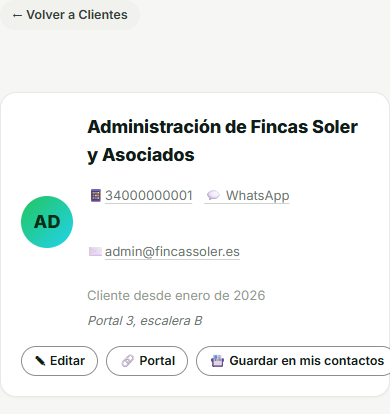 ← Volver a Clientes
Administración de Fincas Soler
y Asociados
AD
34000000001 WhatsApp
admin@fincassoler.es
Cliente desde enero de 2026
Portal 3, escalera B
Editar Portal Guardar en mis contactos